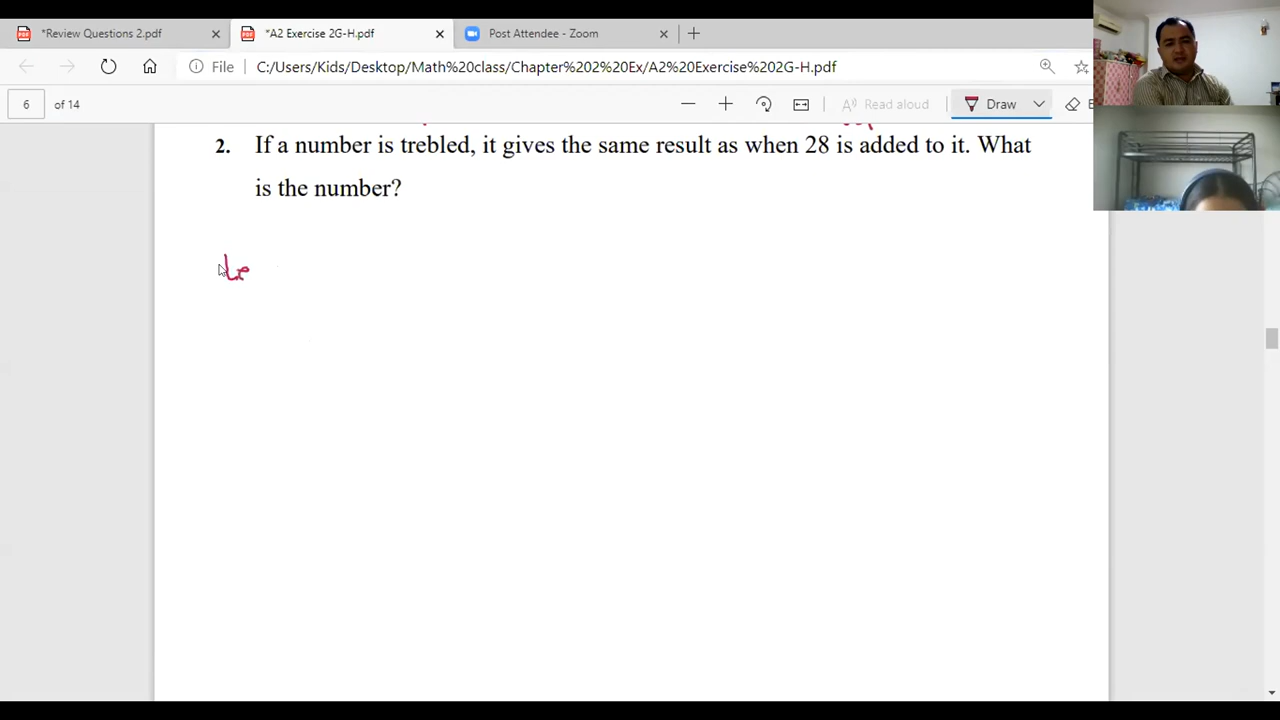 *Review Questions 2.pdf
*A2 Exercise 2G-H.pdf
Post Attendee - Zoom
File
C:/Users/Kids/Desktop/Math%20class/Chapter%202%20Ex/A2%20Exercise%202G-H.pdf
6 of 14
Read aloud
Draw
2. If a number is trebled, it gives the same result as when 28 is added to it. What
is the number?
Le